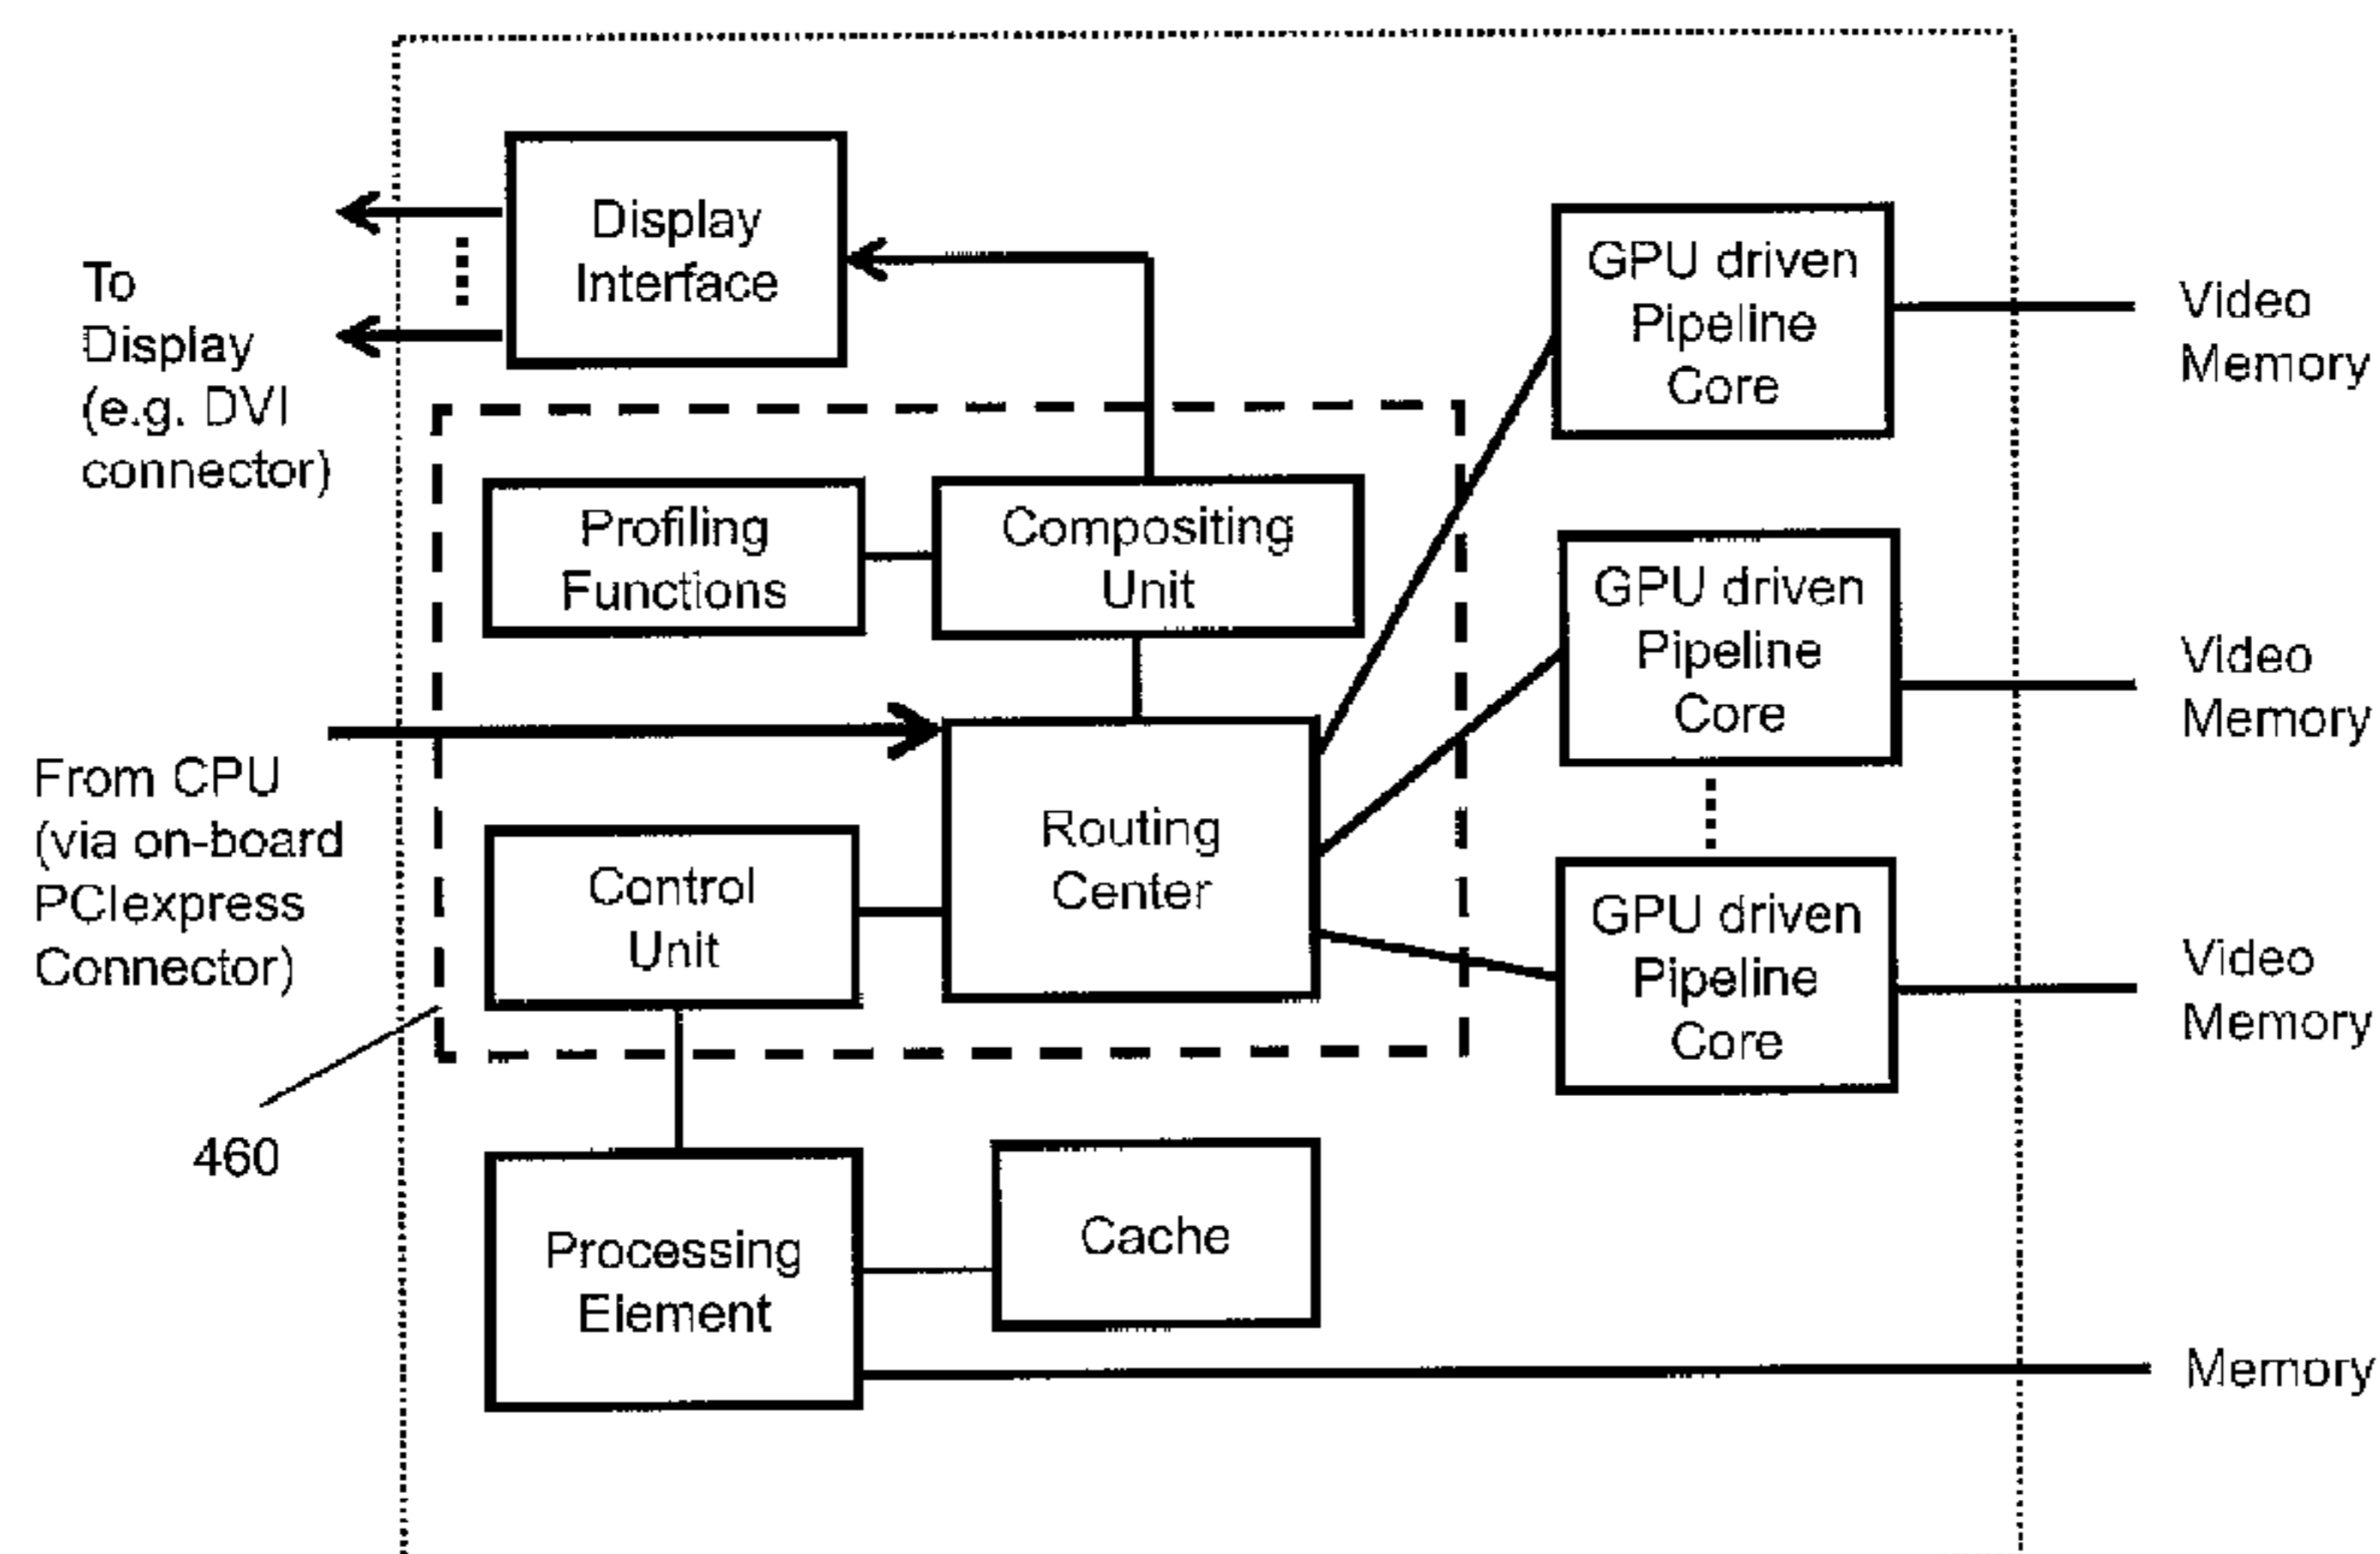 Display
Interface
To
Display
(e.g. DVI
connector)
GPU driven
Pipeline
Core
Video
Memory
Profiling
Functions
Compositing
Unit
GPU driven
Pipeline
Core
Video
Memory
From CPU
(via on-board
PCIexpress
Connector)
Control
Unit
Routing
Center
GPU driven
Pipeline
Core
Video
Memory
460
Processing
Element
Cache
Memory